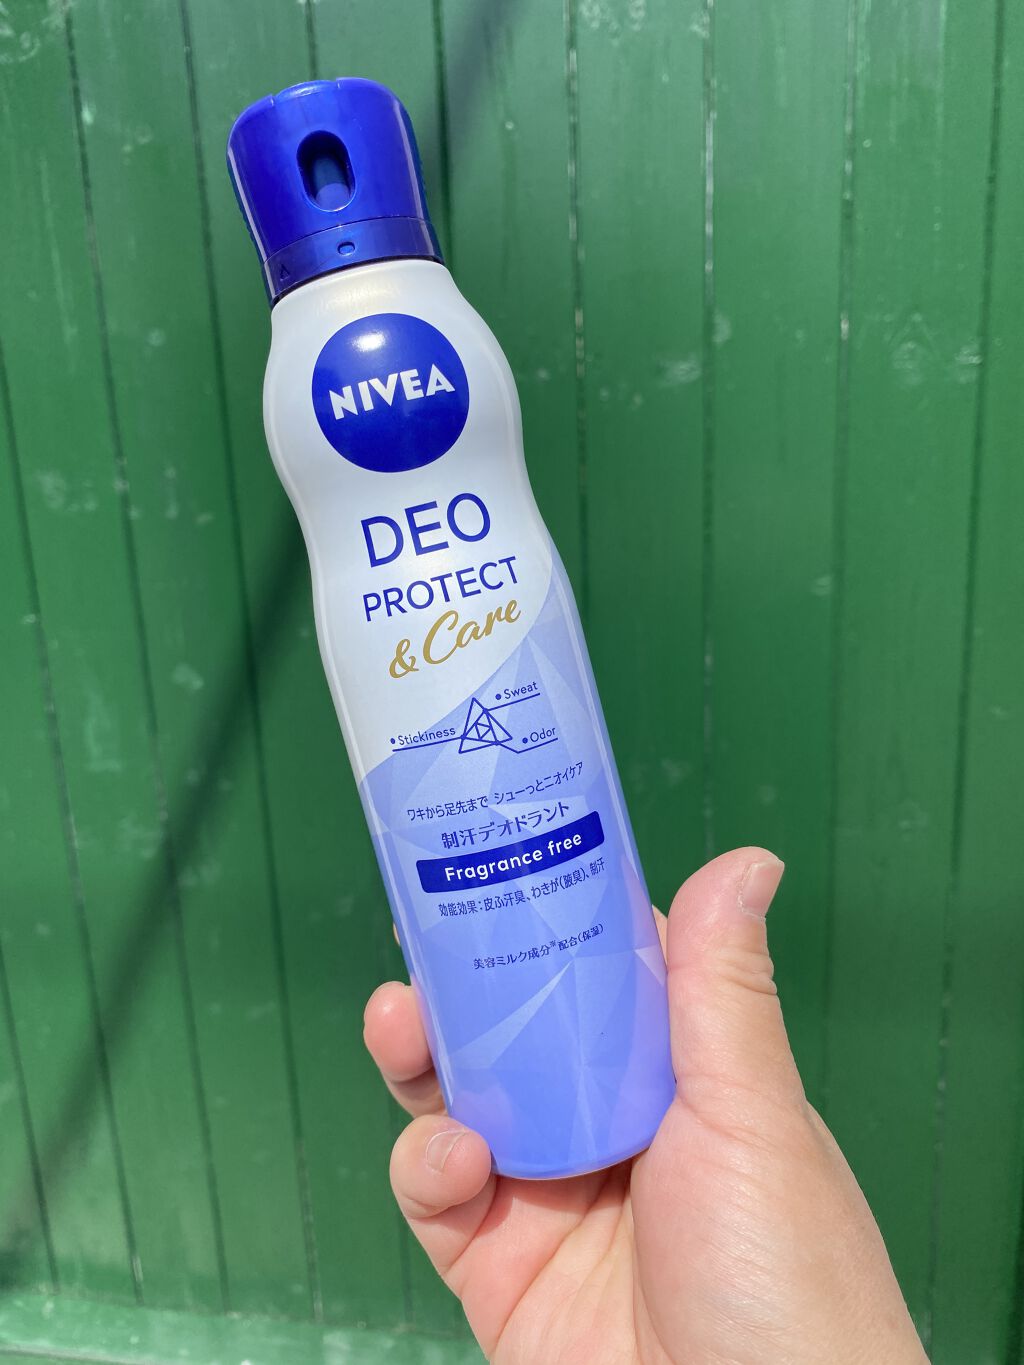 NIVEA
DEO
PROTECT
& Care
Sweat
Stickiness
Odor
ワキから足先まで シューっとニオイケア
制汗デオドラント
Fragrance free
効能効果：皮ふ汗臭、わきが(腋臭)、制汗
美容ミルク成分※配合(保湿)